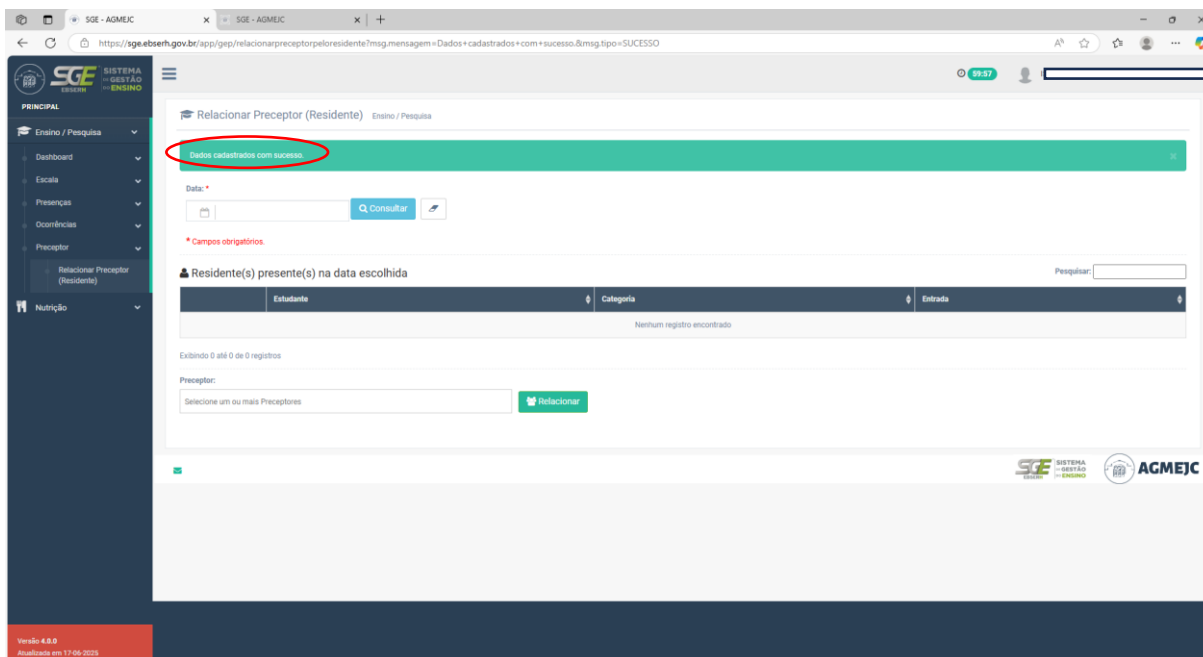 SGE - AGMEJC
SGE - AGMEJC
https://sge.ebserh.gov.br/app/gep/relacionarpreceptorpeloresidente?msg.mensagem=Dados+cadastrados+com+sucesso.&msg.tipo=SUCESSO
SGE EBSERH SISTEMA DE GESTÃO DE ENSINO
59:57
PRINCIPAL
Ensino / Pesquisa
Dashboard
Escala
Presenças
Ocorrências
Preceptor
Relacionar Preceptor
(Residente)
Nutrição
Versão 4.0.0
Atualizada em 17-06-2025
Relacionar Preceptor (Residente) Ensino / Pesquisa
Dados cadastrados com sucesso.
Data: *
Consultar
* Campos obrigatórios.
Residente(s) presente(s) na data escolhida
Pesquisar:
Estudante Categoria Entrada
Nenhum registro encontrado
Exibindo 0 até 0 de 0 registros
Preceptor:
Selecione um ou mais Preceptores
Relacionar
SGE EBSERH SISTEMA DE GESTÃO DE ENSINO
AGMEJC